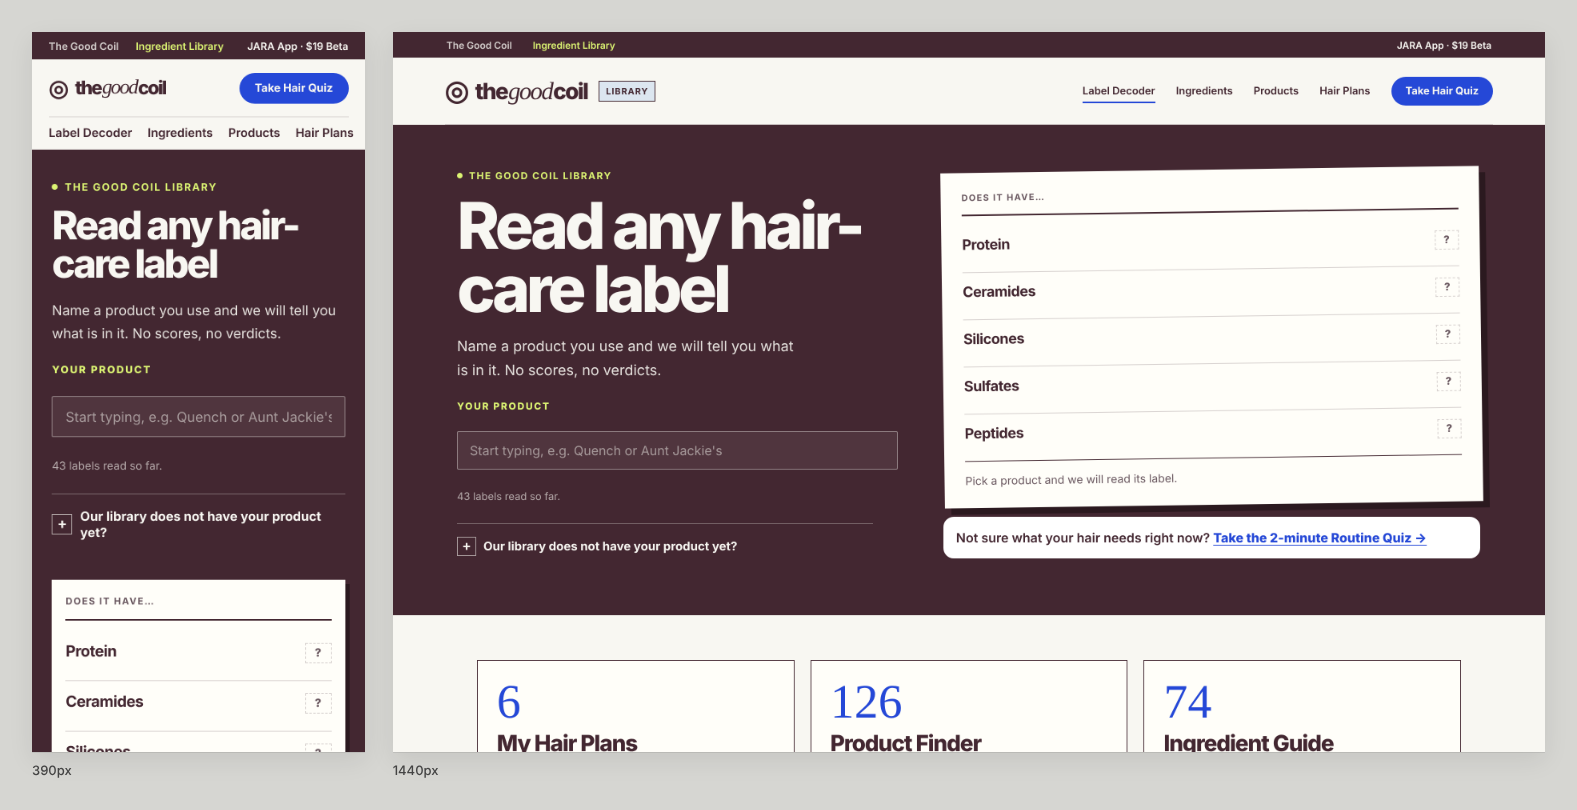 The Good Coil Ingredient Library JARA App · $19 Beta
thegoodcoil Take Hair Quiz
Label Decoder Ingredients Products Hair Plans
THE GOOD COIL LIBRARY
Read any hair-
care label
Name a product you use and we will tell you
what is in it. No scores, no verdicts.
YOUR PRODUCT
Start typing, e.g. Quench or Aunt Jackie's
43 labels read so far.
+ Our library does not have your product
yet?
DOES IT HAVE...
Protein ?
Ceramides ?
Silicones ?
390px
The Good Coil Ingredient Library JARA App · $19 Beta
thegoodcoil LIBRARY Label Decoder Ingredients Products Hair Plans Take Hair Quiz
THE GOOD COIL LIBRARY
Read any hair-
care label
Name a product you use and we will tell you what
is in it. No scores, no verdicts.
YOUR PRODUCT
Start typing, e.g. Quench or Aunt Jackie's
43 labels read so far.
+ Our library does not have your product yet?
DOES IT HAVE...
Protein ?
Ceramides ?
Silicones ?
Sulfates ?
Peptides ?
Pick a product and we will read its label.
Not sure what your hair needs right now? Take the 2-minute Routine Quiz →
6
My Hair Plans
126
Product Finder
74
Ingredient Guide
1440px